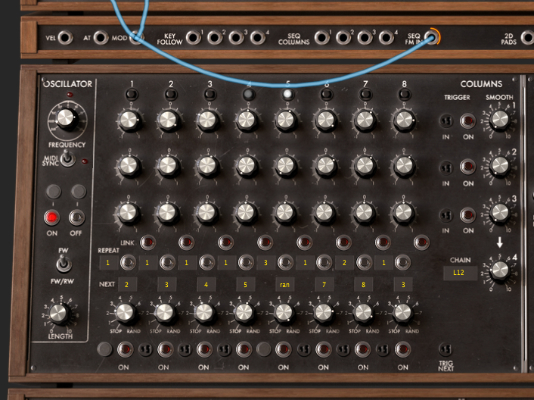 VEL AT MOD KEY FOLLOW 1 2 3 4 SEQ COLUMNS 1 2 3 4 SEQ FM IN 2D PADS
OSCILLATOR 1 2 3 4 5 6 7 8 COLUMNS
TRIGGER SMOOTH
FREQUENCY
IN ON
MIDI SYNC
IN ON
ON OFF
IN ON
LINK
REPEAT 1 1 1 1 3 1 2 1
FW
CHAIN
L12
NEXT 2 3 4 5 ran 7 8 3
FW/RW
STOP RAND STOP RAND STOP RAND STOP RAND STOP RAND STOP RAND STOP RAND STOP RAND
LENGTH
ON ON ON ON ON ON ON ON
TRIG NEXT